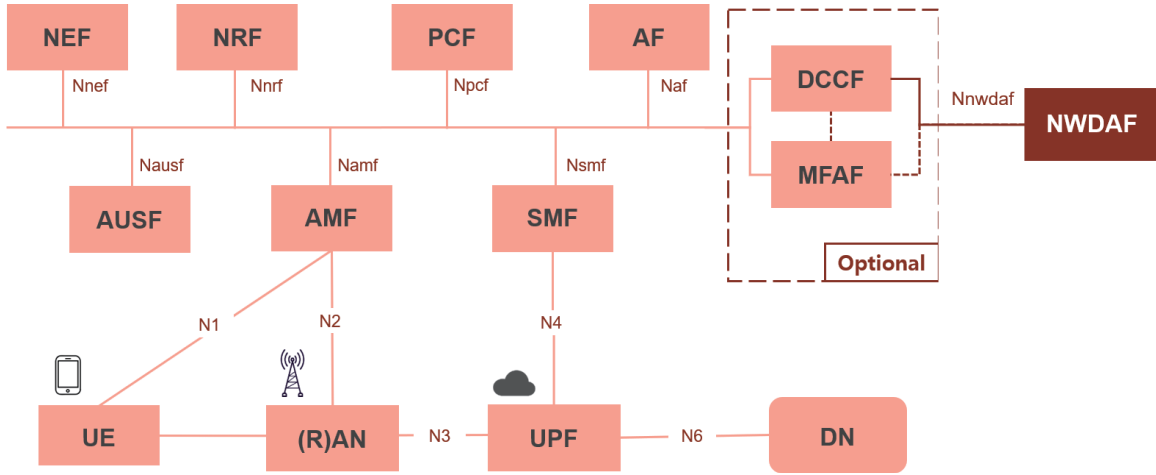 NEF
NRF
PCF
AF
DCCF
Nnef
Nnrf
Npcf
Naf
Nnwdaf
NWDAF
Nausf
Namf
Nsmf
MFAF
AUSF
AMF
SMF
Optional
N1
N2
N4
UE
(R)AN
N3
UPF
N6
DN